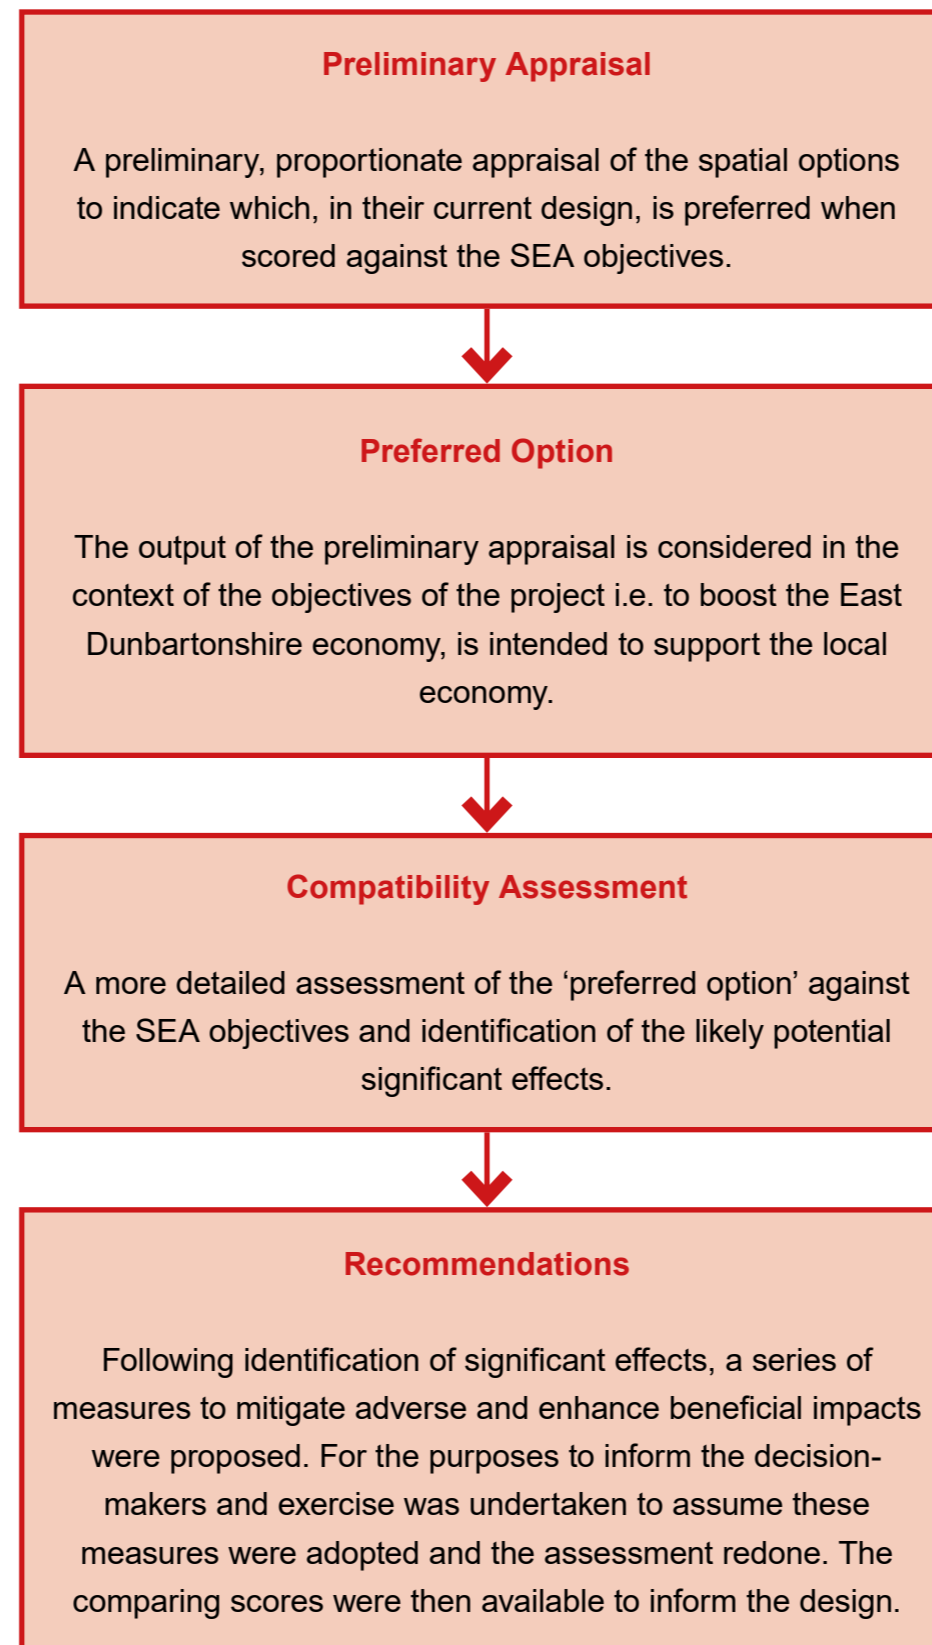 Preliminary Appraisal
A preliminary, proportionate appraisal of the spatial options
to indicate which, in their current design, is preferred when
scored against the SEA objectives.
Preferred Option
The output of the preliminary appraisal is considered in the
context of the objectives of the project i.e. to boost the East
Dunbartonshire economy, is intended to support the local
economy.
Compatibility Assessment
A more detailed assessment of the ‘preferred option’ against
the SEA objectives and identification of the likely potential
significant effects.
Recommendations
Following identification of significant effects, a series of
measures to mitigate adverse and enhance beneficial impacts
were proposed. For the purposes to inform the decision-
makers and exercise was undertaken to assume these
measures were adopted and the assessment redone. The
comparing scores were then available to inform the design.